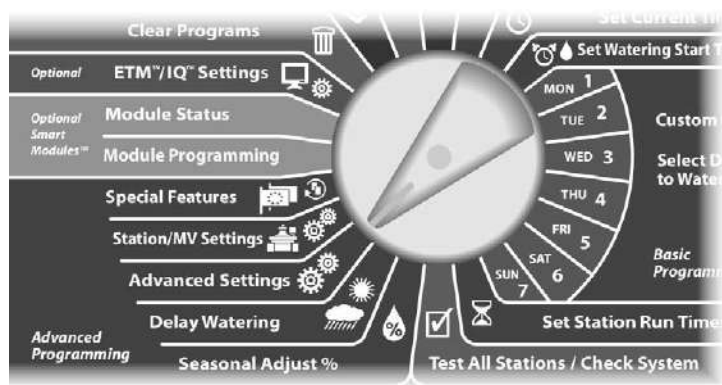 Clear Programs
Optional
ETM™/IQ™ Settings
Optional
Smart
Modules™
Module Status
Module Programming
Special Features
Station/MV Settings
Advanced Settings
Delay Watering
Advanced
Programming
Seasonal Adjust %
%
Set Current
Set Watering Start
MON 1
TUE 2
WED 3
THU 4
FRI 5
SAT 6
SUN 7
Custom
Select
to Water
Basic
Set Station Run Time
Test All Stations / Check System